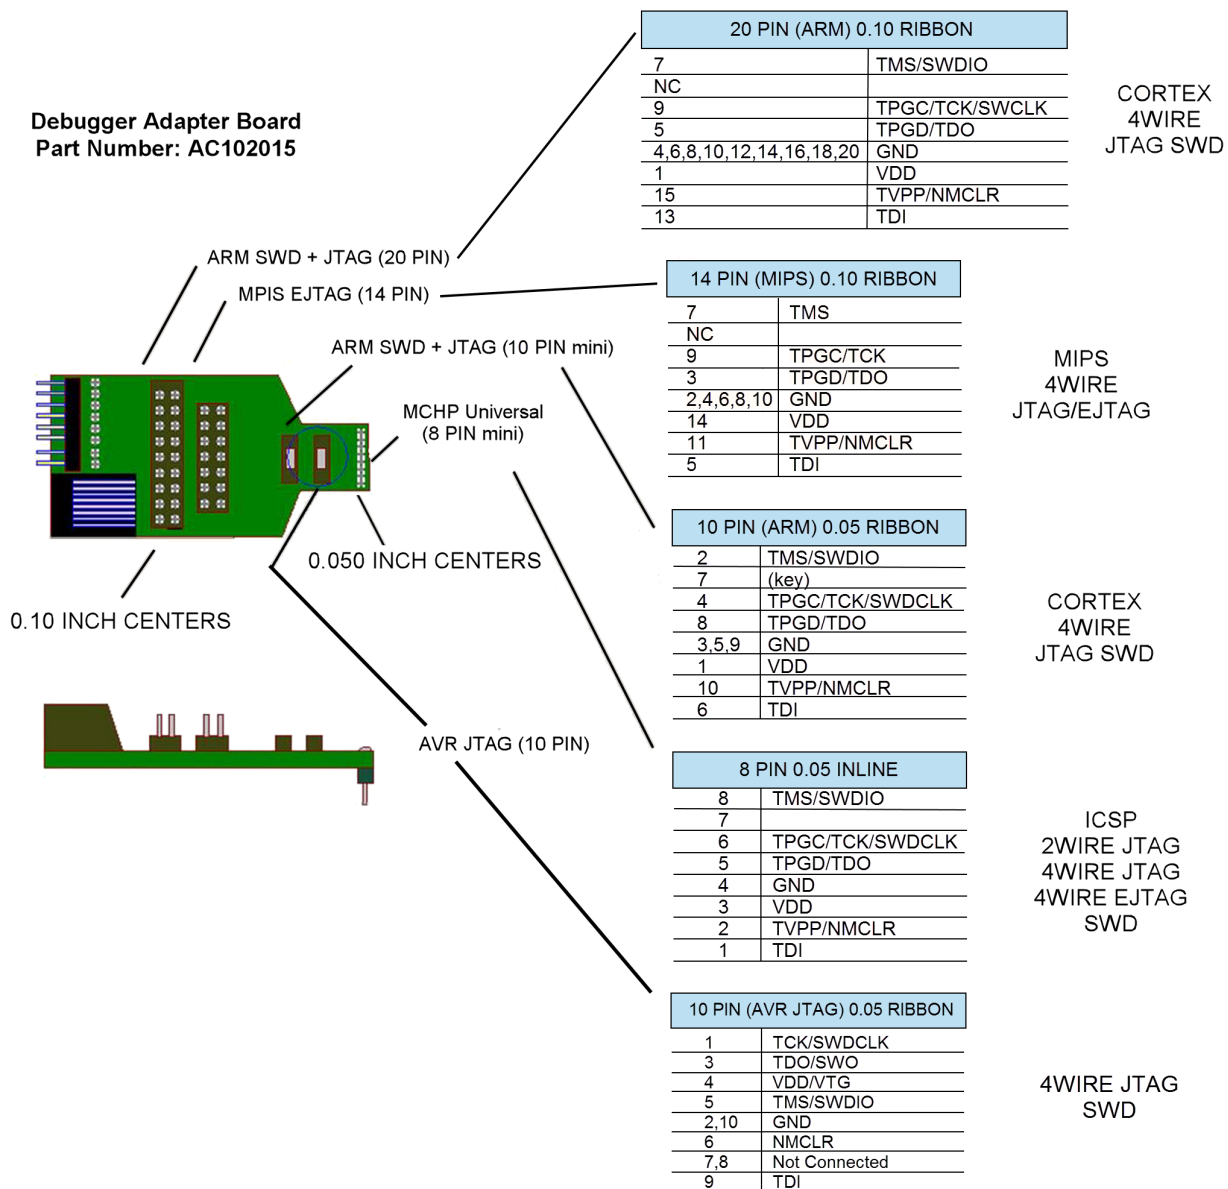 Debugger Adapter Board
Part Number: AC102015
ARM SWD + JTAG (20 PIN)
MPIS EJTAG (14 PIN)
ARM SWD + JTAG (10 PIN mini)
MCHP Universal
(8 PIN mini)
0.050 INCH CENTERS
0.10 INCH CENTERS
AVR JTAG (10 PIN)
20 PIN (ARM) 0.10 RIBBON
7 TMS/SWDIO
NC
9 TPGC/TCK/SWCLK
5 TPGD/TDO
4,6,8,10,12,14,16,18,20 GND
1 VDD
15 TVPP/NMCLR
13 TDI
CORTEX
4WIRE
JTAG SWD
14 PIN (MIPS) 0.10 RIBBON
7 TMS
NC
9 TPGC/TCK
3 TPGD/TDO
2,4,6,8,10 GND
14 VDD
11 TVPP/NMCLR
5 TDI
MIPS
4WIRE
JTAG/EJTAG
10 PIN (ARM) 0.05 RIBBON
2 TMS/SWDIO
7 (key)
4 TPGC/TCK/SWDCLK
8 TPGD/TDO
3,5,9 GND
1 VDD
10 TVPP/NMCLR
6 TDI
CORTEX
4WIRE
JTAG SWD
8 PIN 0.05 INLINE
8 TMS/SWDIO
7
6 TPGC/TCK/SWDCLK
5 TPGD/TDO
4 GND
3 VDD
2 TVPP/NMCLR
1 TDI
ICSP
2WIRE JTAG
4WIRE JTAG
4WIRE EJTAG
SWD
10 PIN (AVR JTAG) 0.05 RIBBON
1 TCK/SWDCLK
3 TDO/SWO
4 VDD/VTG
5 TMS/SWDIO
2,10 GND
6 NMCLR
7,8 Not Connected
9 TDI
4WIRE JTAG
SWD